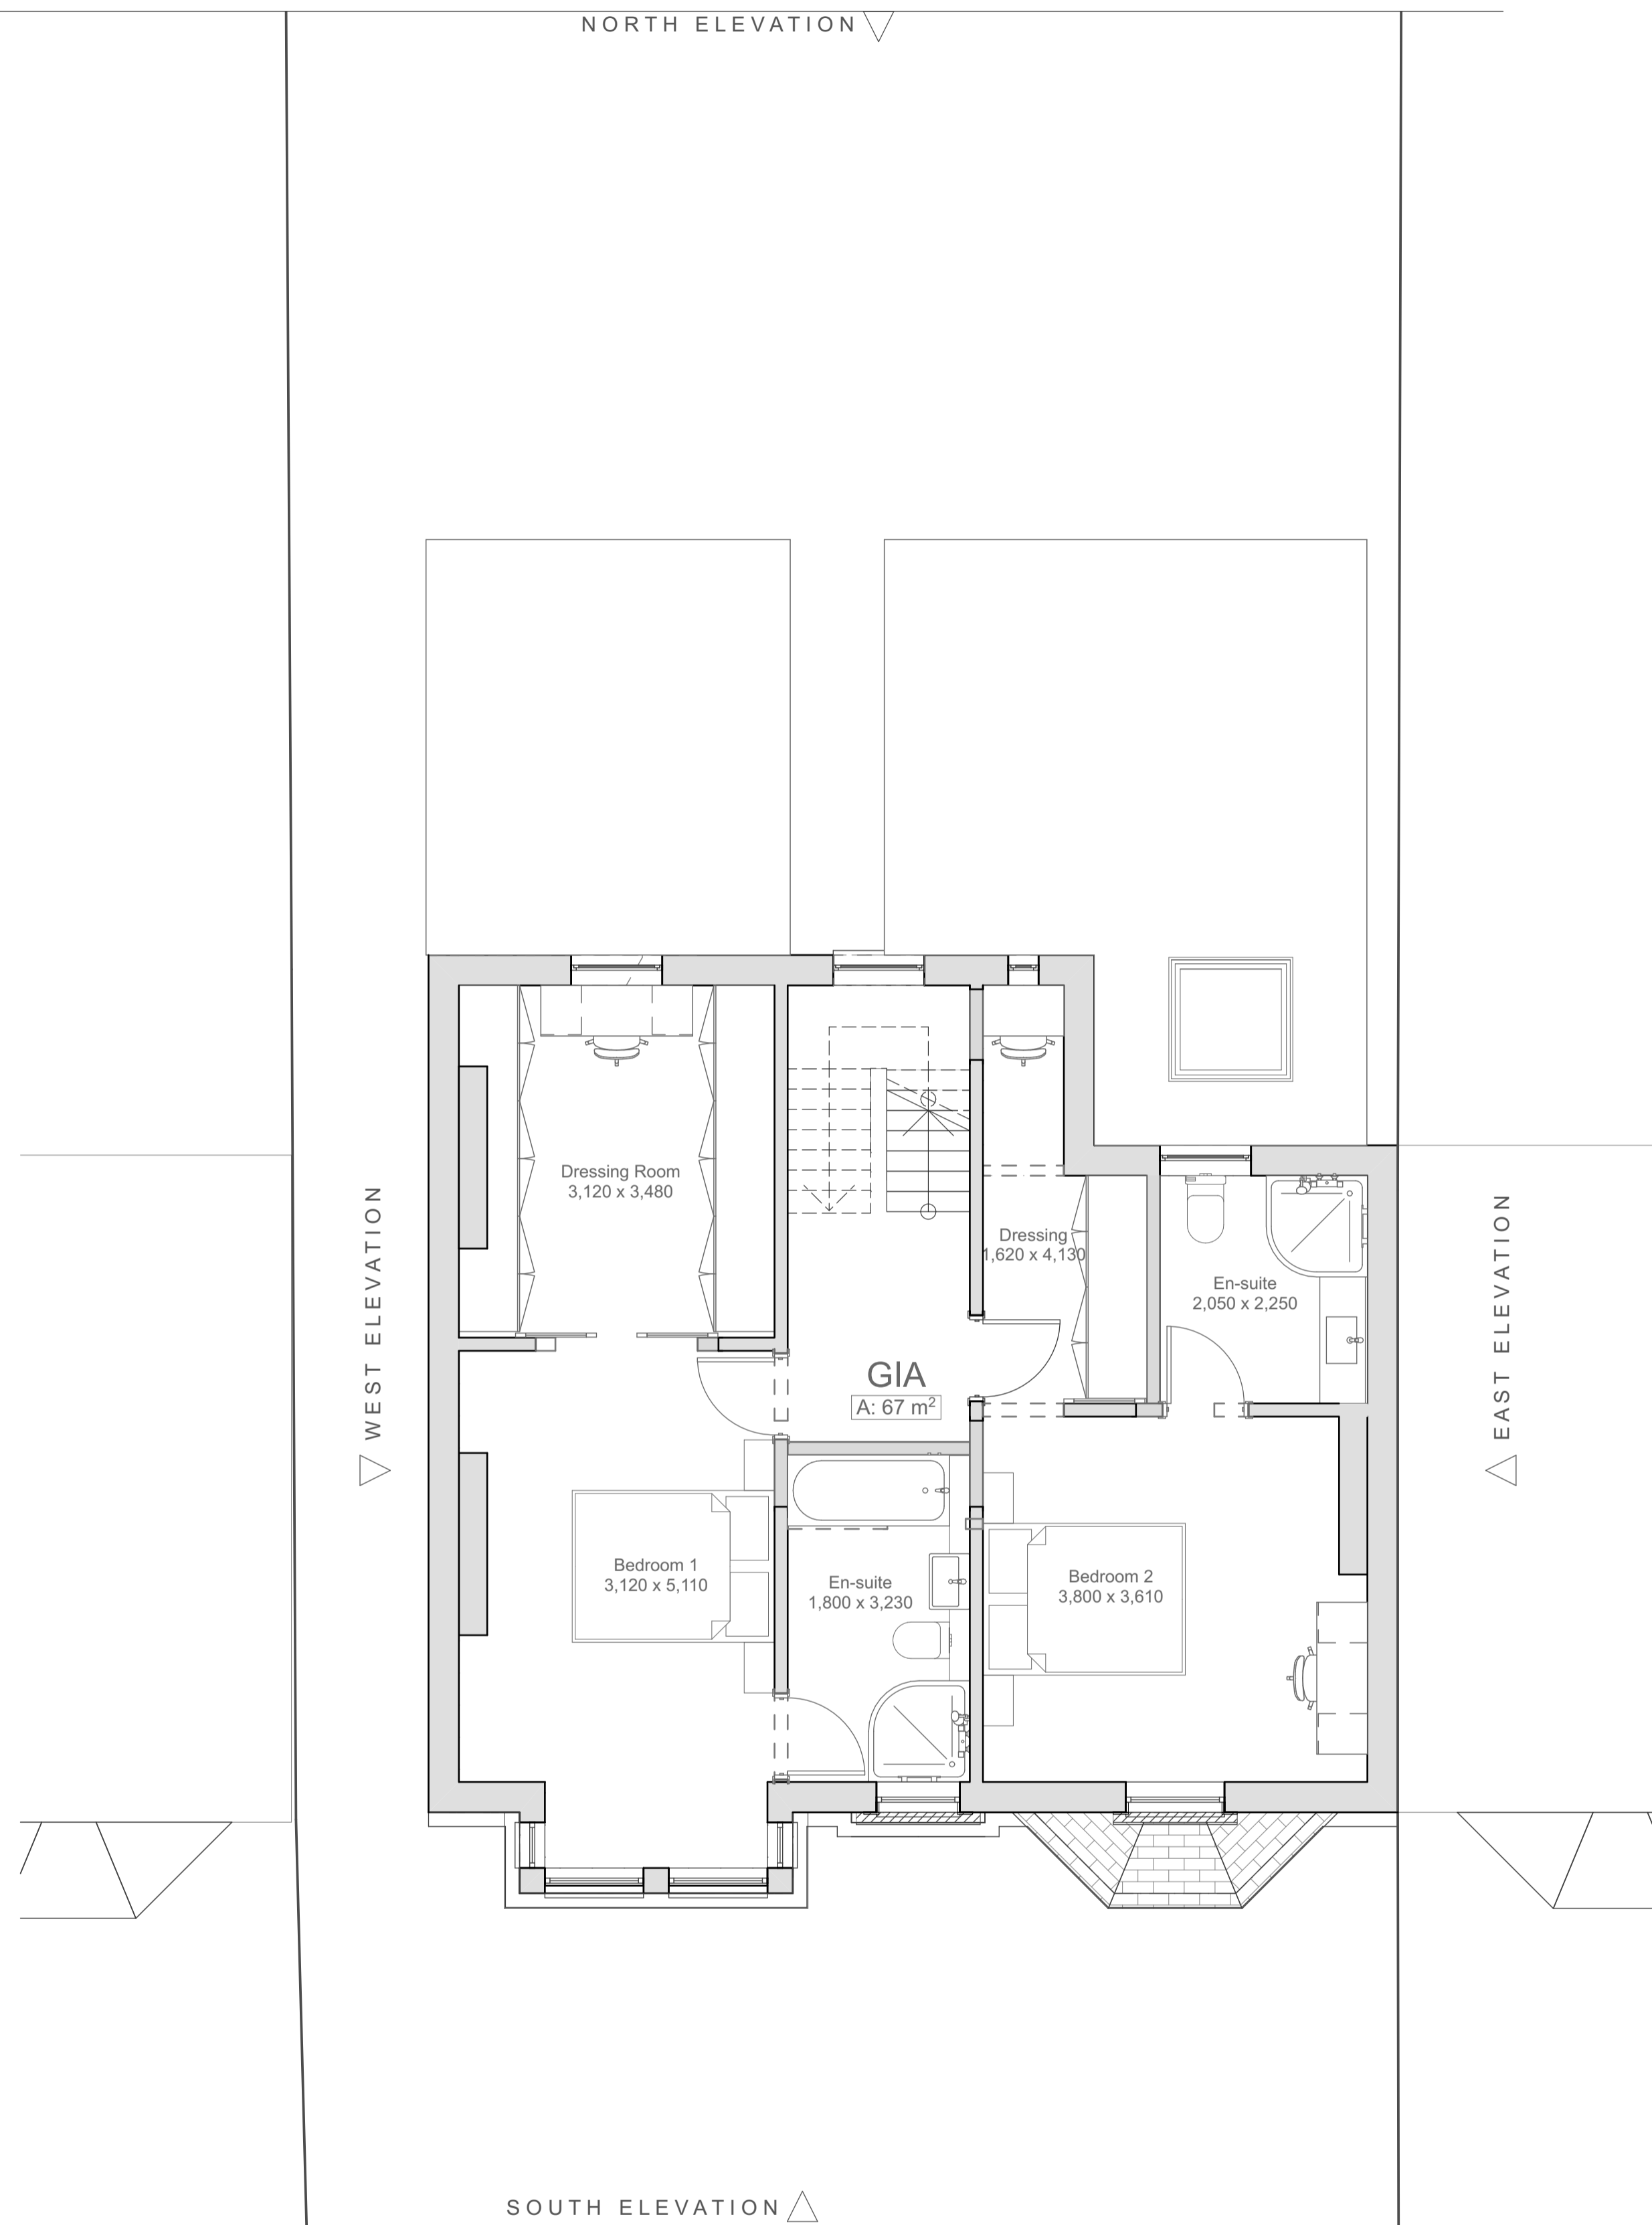 NORTH ELEVATION
Dressing Room
3,120 x 3,480
WEST ELEVATION
EAST ELEVATION
Dressing
1,620 x 4,130
En-suite
2,050 x 2,250
GIA
A: 67 m²
Bedroom 1
3,120 x 5,110
En-suite
1,800 x 3,230
Bedroom 2
3,800 x 3,610
SOUTH ELEVATION